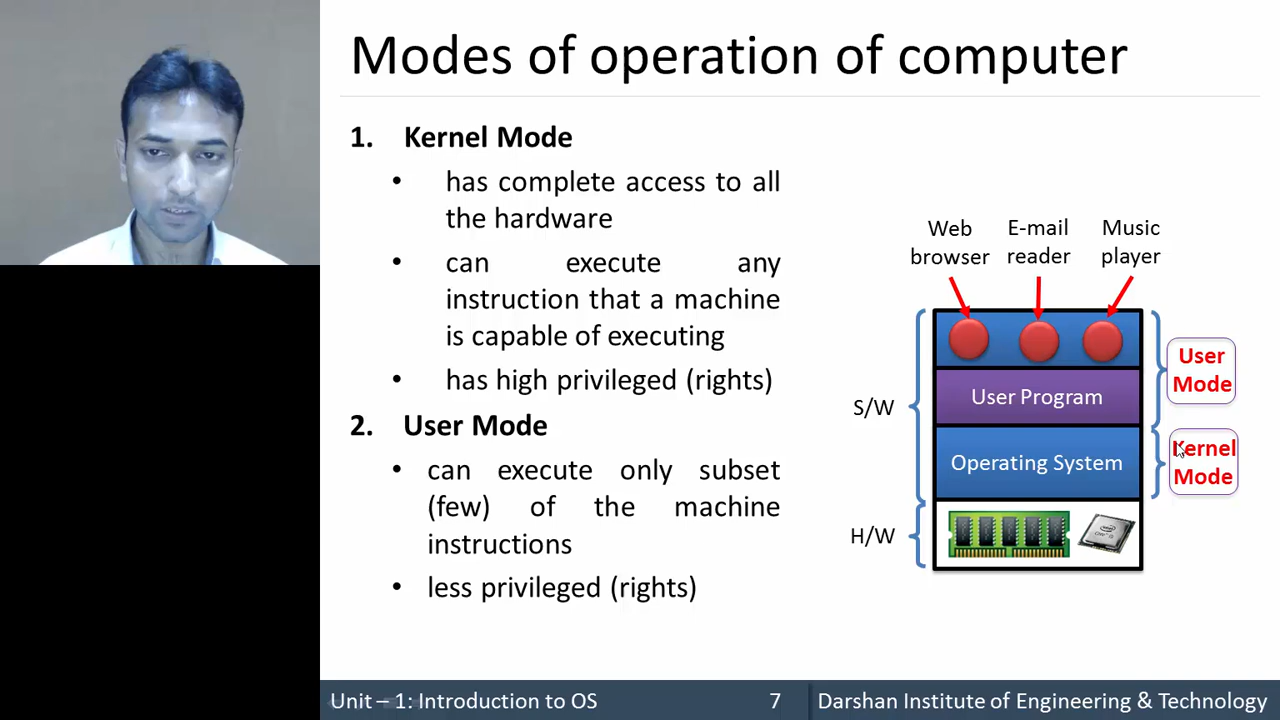 Modes of operation of computer
1. Kernel Mode
• has complete access to all
the hardware
• can execute any
instruction that a machine
is capable of executing
• has high privileged (rights)
2. User Mode
• can execute only subset
(few) of the machine
instructions
• less privileged (rights)
Web
browser
E-mail
reader
Music
player
User
Mode
User Program
S/W
Kernel
Mode
Operating System
H/W
Unit – 1: Introduction to OS
7
Darshan Institute of Engineering & Technology